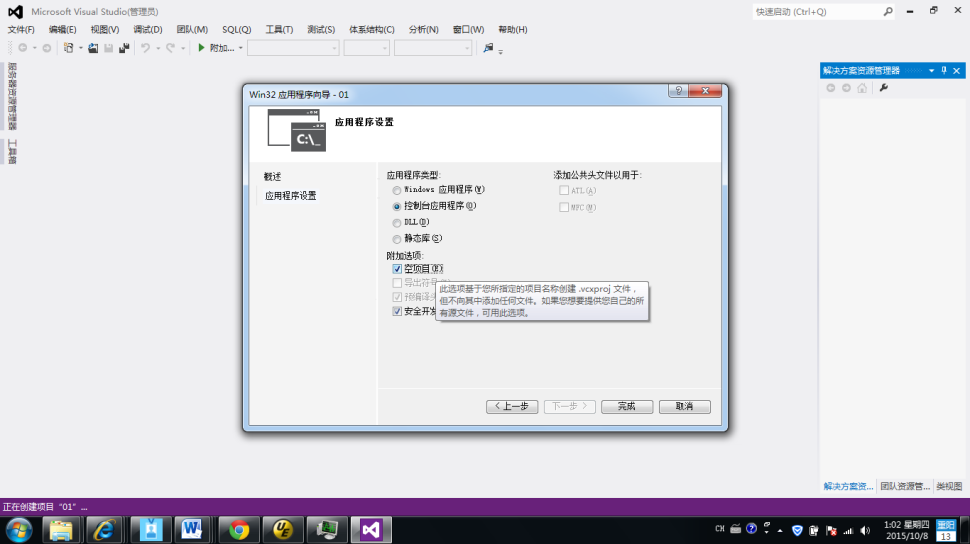 Microsoft Visual Studio(管理员)
快速启动 (Ctrl+Q)
文件(F) 编辑(E) 视图(V) 调试(D) 团队(M) SQL(Q) 工具(T) 测试(S) 体系结构(C) 分析(N) 窗口(W) 帮助(H)
附加...
服务器资源管理器
工具箱
解决方案资源管理器
Win32 应用程序向导 - 01
C:\_
应用程序设置
概述
应用程序设置
应用程序类型:
Windows 应用程序(W)
控制台应用程序(O)
DLL(D)
静态库(S)
添加公共头文件以用于:
ATL(A)
MFC(M)
附加选项:
空项目(E)
导出符号
预编译头
安全开发
此选项基于您所指定的项目名称创建 .vcxproj 文件，
但不向其中添加任何文件。如果您想要提供您自己的所
有源文件，可用此选项。
< 上一步 下一步 > 完成 取消
解决方案资... 团队资源管... 类视图
正在创建项目“01”...
CH
1:02 星期四
2015/10/8
重阳
13